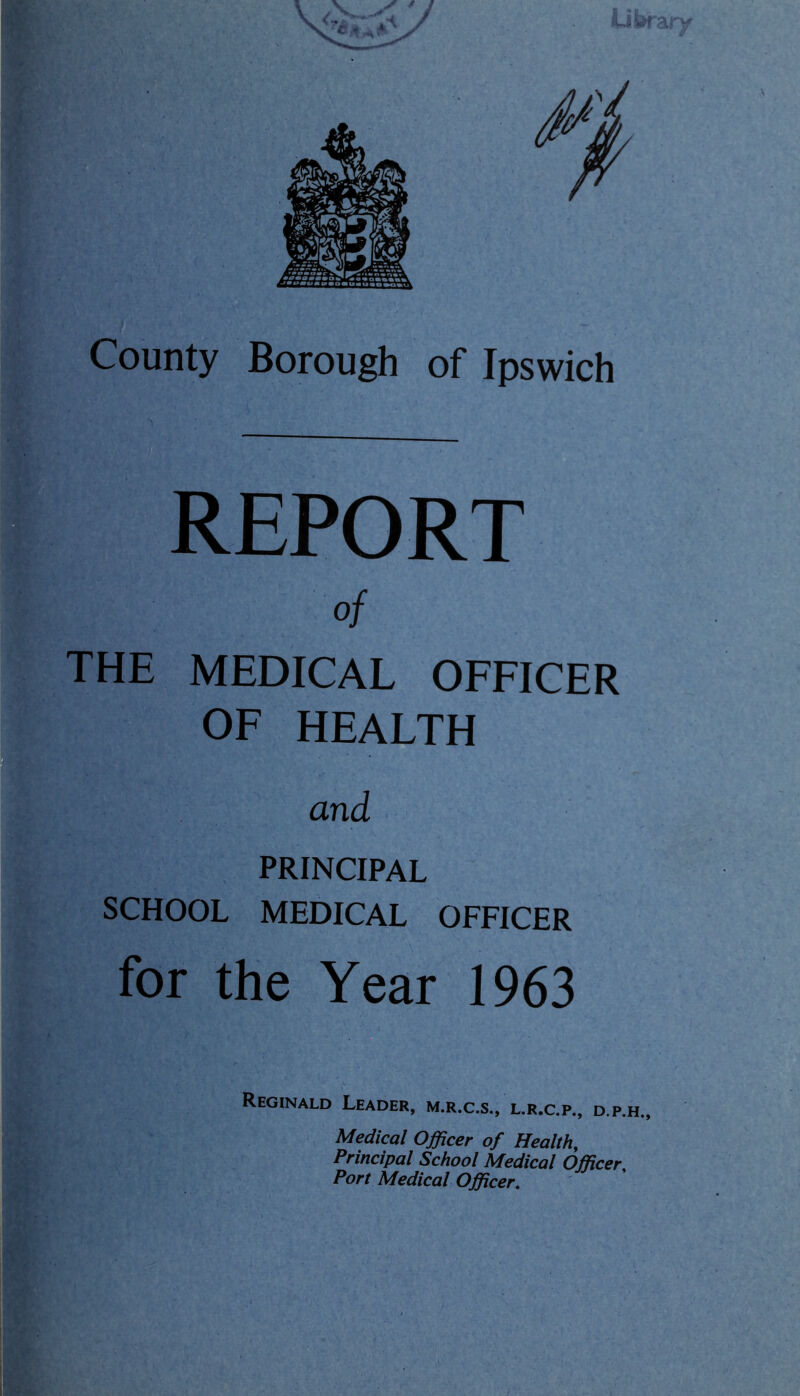 Library
County Borough of Ipswich
REPORT
of
THE MEDICAL OFFICER
OF HEALTH
and
PRINCIPAL
SCHOOL MEDICAL OFFICER
for the Year 1963
REGINALD LEADER, M.R.C.S., L.R.C.P., D.P.H.,
Medical Officer of Health,
Principal School Medical Officer,
Port Medical Officer.